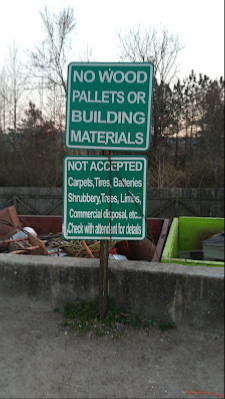 NO WOOD
PALLETS OR
BUILDING
MATERIALS
NOT ACCEPTED
Carpets,Tires, Batteries
Shrubbery,Trees, Limbs,
Commercial disposal, etc...
Check with attendant for details